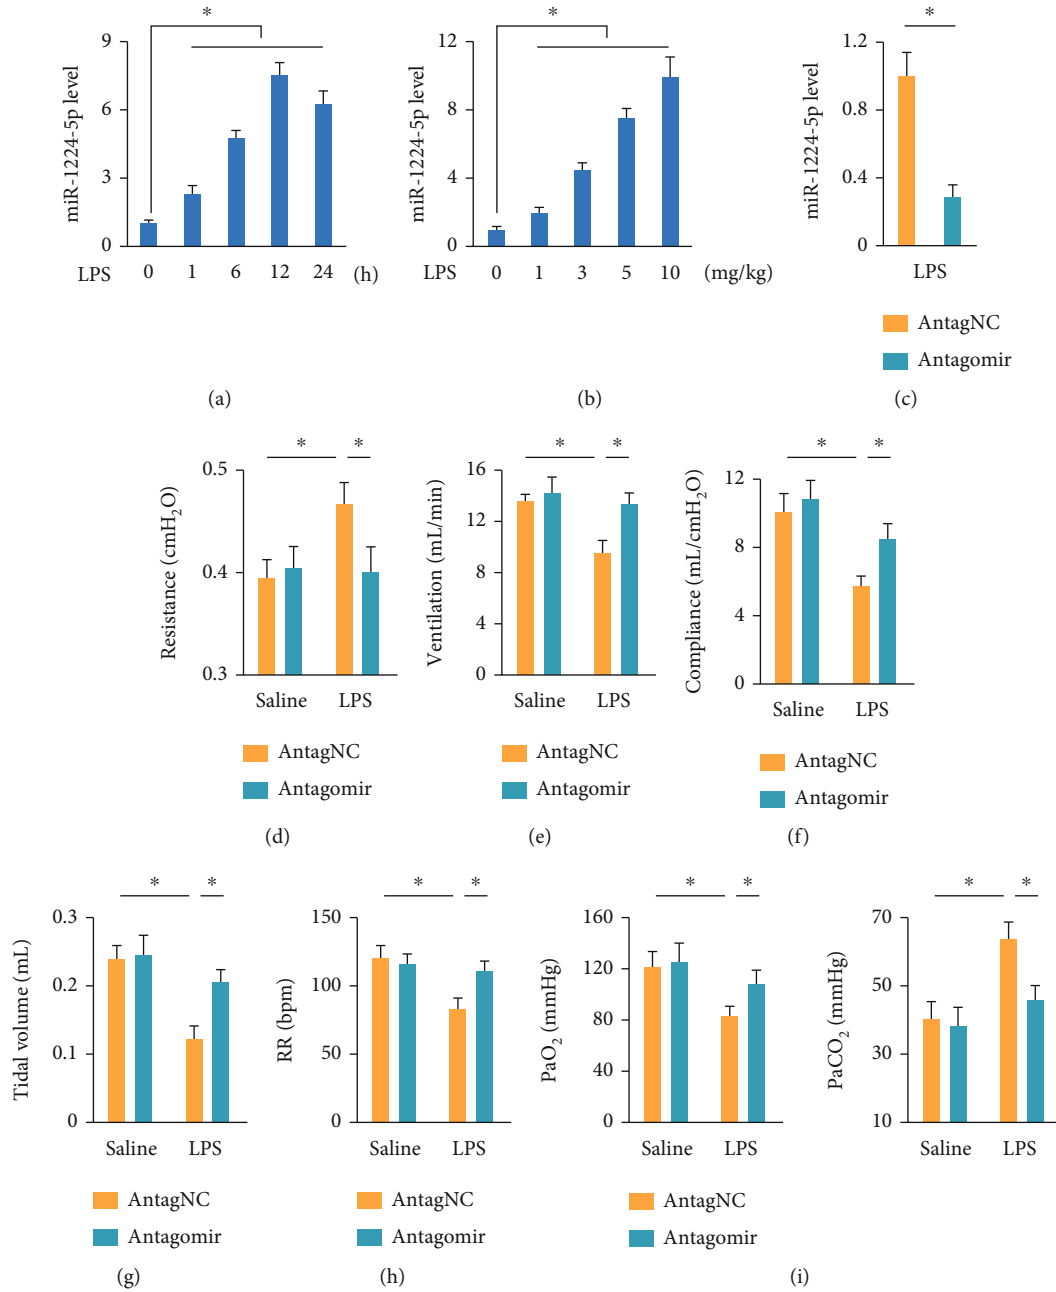 *
9
6
3
0
miR-1224-5p level
LPS 0 1 6 12 24 (h)
(a)
*
12
8
4
0
miR-1224-5p level
LPS 0 1 3 5 10 (mg/kg)
(b)
*
1.2
0.8
0.4
0
miR-1224-5p level
LPS
AntagNC
Antagomir
(c)
* *
0.5
0.4
0.3
Resistance (cmH2O)
Saline LPS
AntagNC
Antagomir
(d)
* *
16
12
8
4
0
Ventilation (mL/min)
Saline LPS
AntagNC
Antagomir
(e)
* *
12
8
4
0
Compliance (mL/cmH2O)
Saline LPS
AntagNC
Antagomir
(f)
* *
0.3
0.2
0.1
0
Tidal volume (mL)
Saline LPS
AntagNC
Antagomir
(g)
* *
150
100
50
0
RR (bpm)
Saline LPS
AntagNC
Antagomir
(h)
* *
160
120
80
40
0
PaO2 (mmHg)
Saline LPS
AntagNC
Antagomir
* *
70
50
30
10
PaCO2 (mmHg)
Saline LPS
(i)